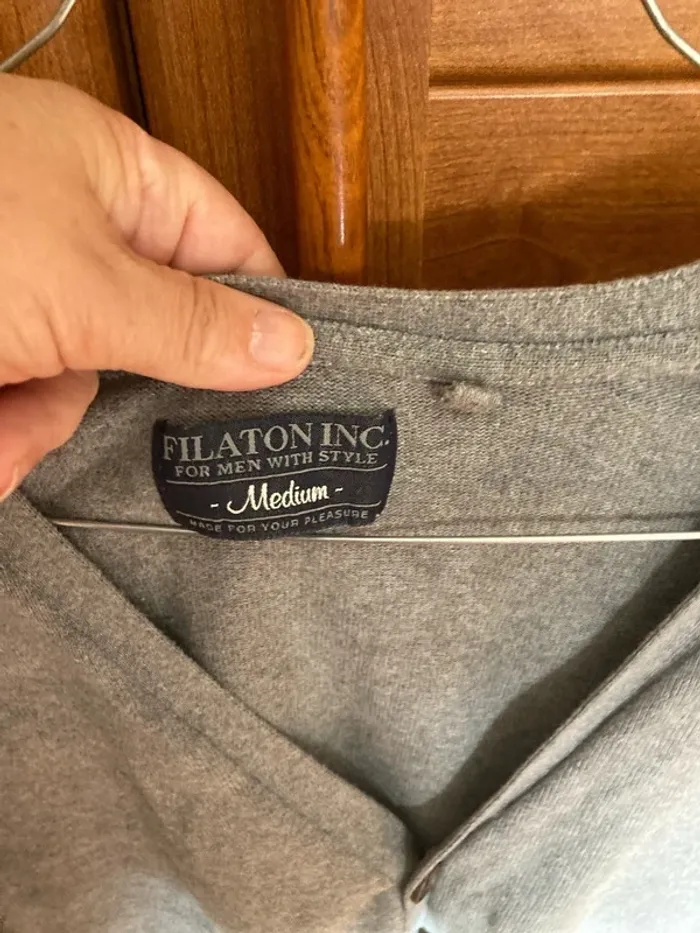 FILATON INC.
FOR MEN WITH STYLE
- Medium -
MADE FOR YOUR PLEASURE